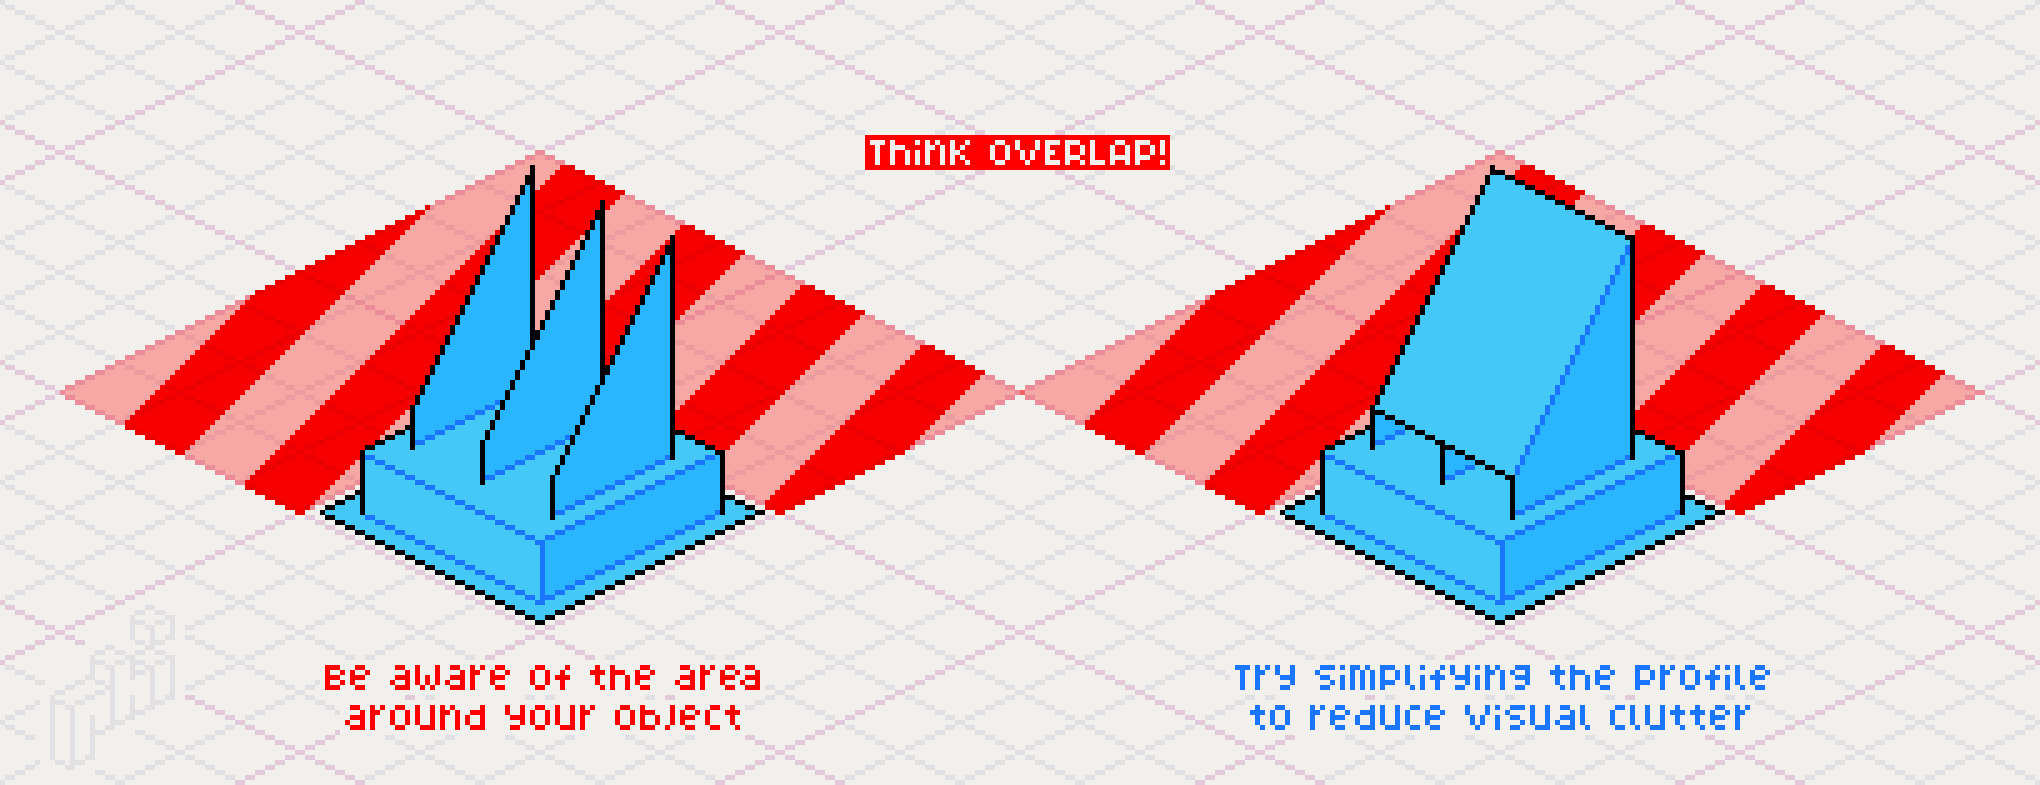 Think OVERLAP!
Be aware of the area
around your object
Try simplifying the profile
to reduce visual clutter